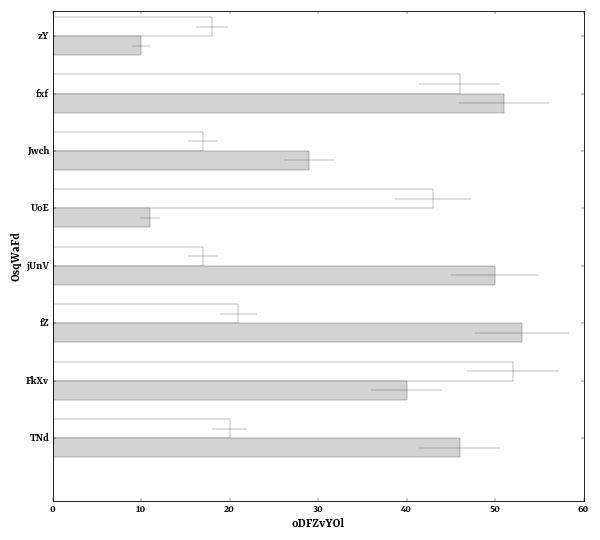 zY
fxf
Jwch
UoE
jUnV
fZ
FkXv
TNd
OsqWaFd
0 10 20 30 40 50 60
oDFZvYOl